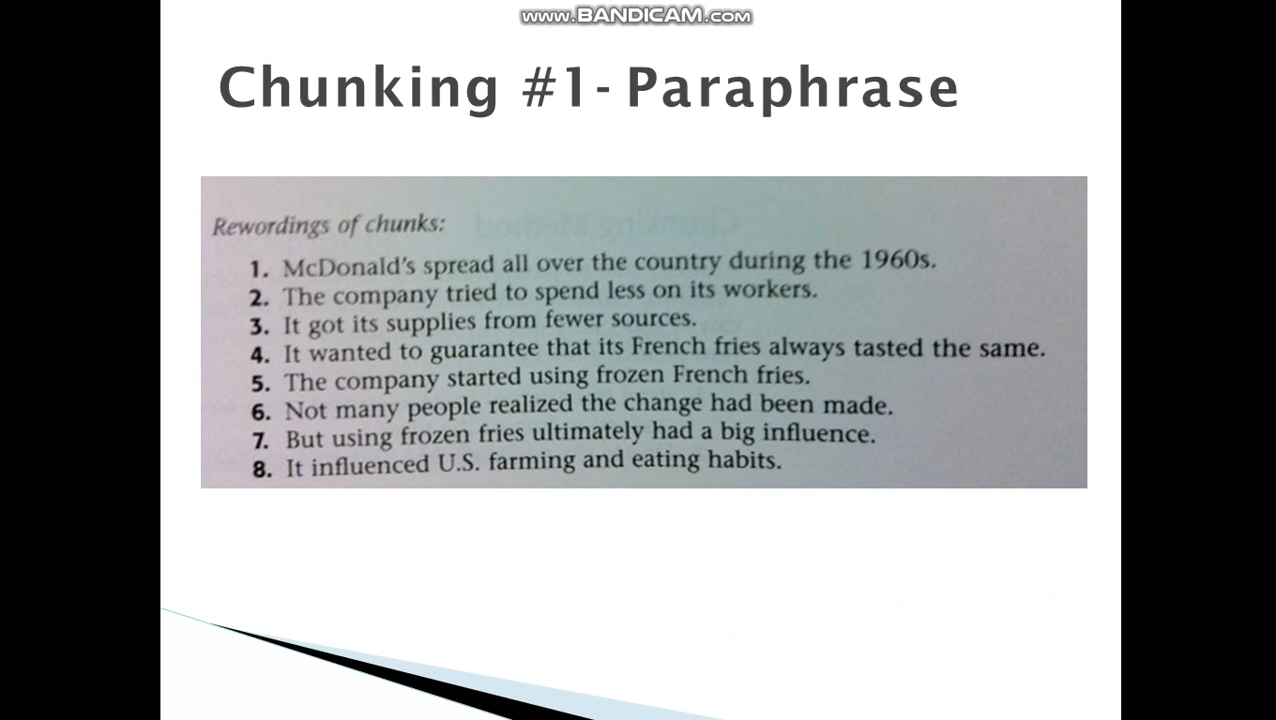 www.BANDICAM.com
Chunking #1- Paraphrase
Rewordings of chunks:
1. McDonald's spread all over the country during the 1960s.
2. The company tried to spend less on its workers.
3. It got its supplies from fewer sources.
4. It wanted to guarantee that its French fries always tasted the same.
5. The company started using frozen French fries.
6. Not many people realized the change had been made.
7. But using frozen fries ultimately had a big influence.
8. It influenced U.S. farming and eating habits.